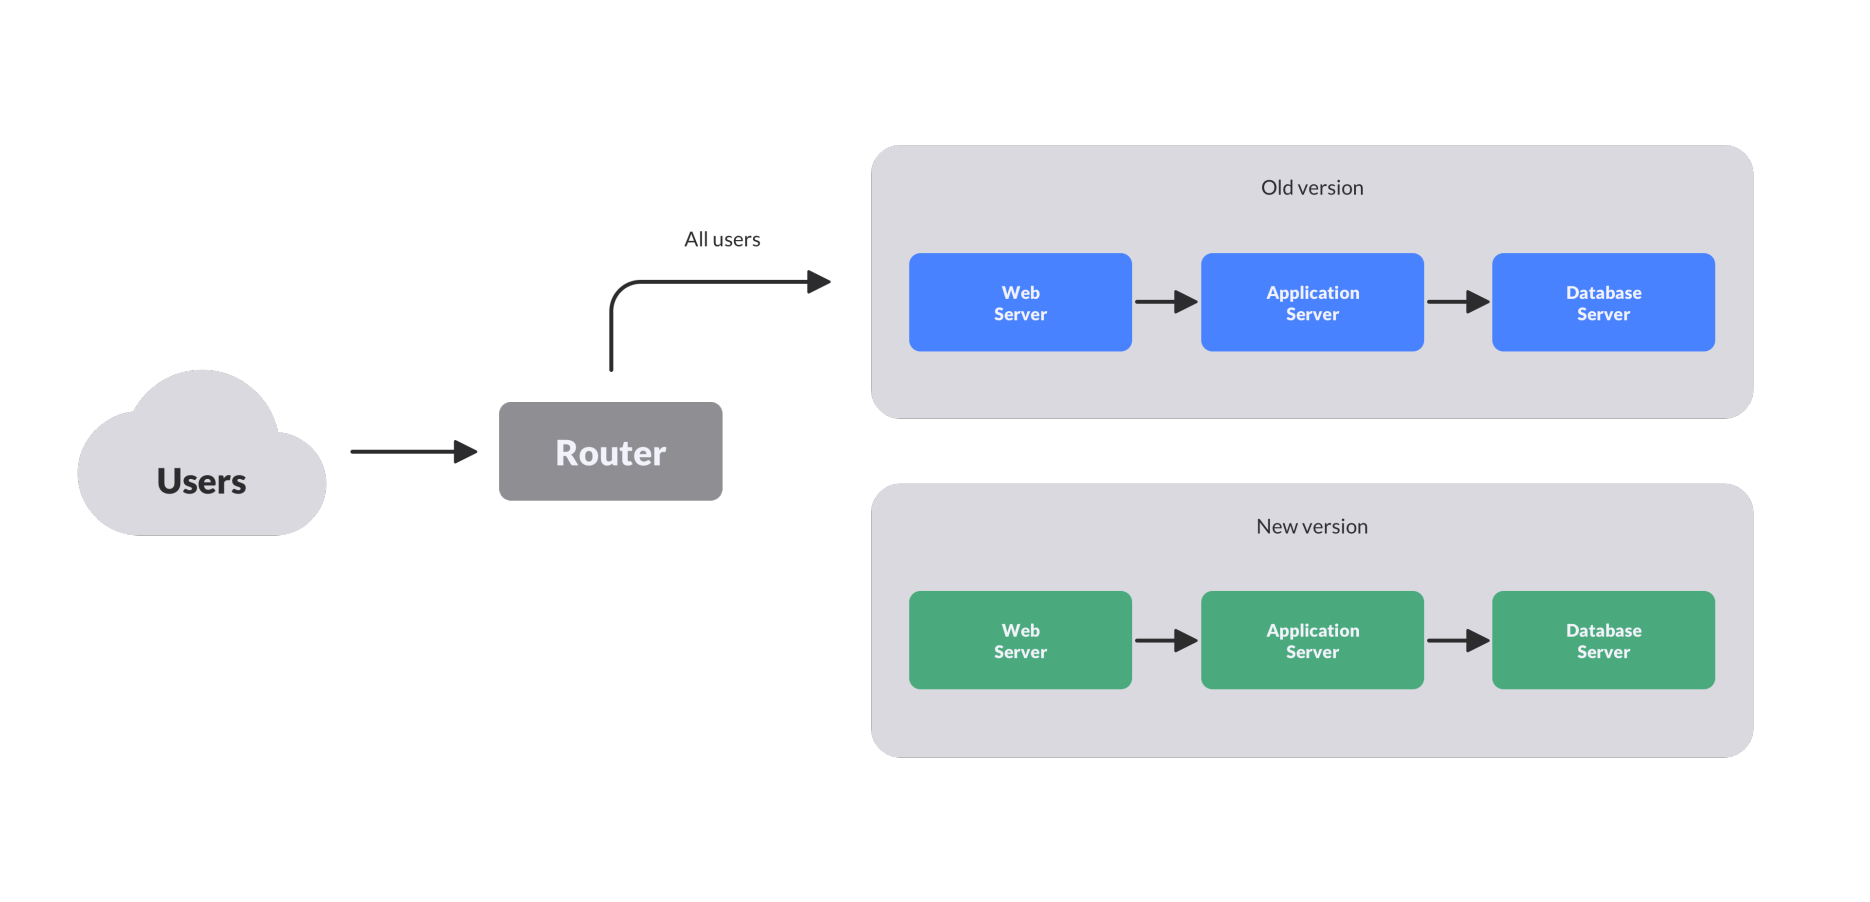 All users
Users
Router
Old version
Web
Server
Application
Server
Database
Server
New version
Web
Server
Application
Server
Database
Server